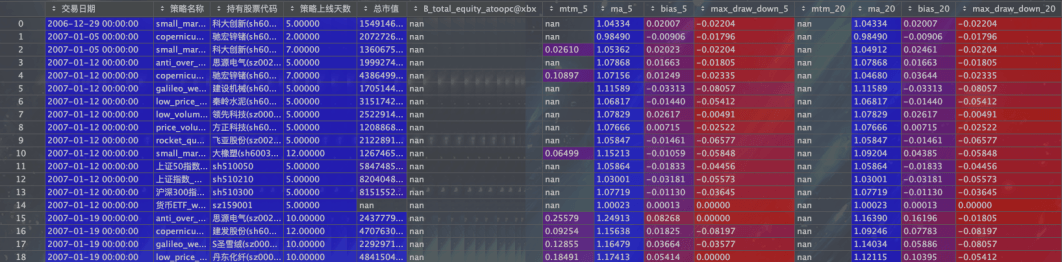 交易日期 策略名称 持有股票代码 策略上线天数 总市值 B_total_equity_atoopc@xbx mtm_5 ma_5 bias_5 max_draw_down_5 mtm_20 ma_20 bias_20 max_draw_down_20
0 2006-12-29 00:00:00 small_mar… 科大创新(sh60… 5.00000 1549146… nan nan 1.04334 0.02007 -0.02204 nan 1.04334 0.02007 -0.02204
1 2007-01-05 00:00:00 copernicu… 驰宏锌锗(sh60… 2.00000 2072726… nan nan 0.98490 -0.00906 -0.01796 nan 0.98490 -0.00906 -0.01796
2 2007-01-05 00:00:00 small_mar… 科大创新(sh60… 7.00000 1360675… nan 0.02610 1.05362 0.02023 -0.02204 nan 1.04912 0.02461 -0.02204
3 2007-01-12 00:00:00 anti_over_… 思源电气(sz002… 5.00000 1999274… nan nan 1.07868 0.01663 -0.01805 nan 1.07868 0.01663 -0.01805
4 2007-01-12 00:00:00 copernicu… 驰宏锌锗(sh60… 7.00000 4386499… nan 0.10897 1.07156 0.01249 -0.02335 nan 1.04680 0.03644 -0.02335
5 2007-01-12 00:00:00 galileo_we… 建设机械(sh60… 5.00000 1705144… nan nan 1.11589 -0.03313 -0.08057 nan 1.11589 -0.03313 -0.08057
6 2007-01-12 00:00:00 low_price_… 秦岭水泥(sh60… 5.00000 3151742… nan nan 1.06817 -0.01440 -0.05412 nan 1.06817 -0.01440 -0.05412
7 2007-01-12 00:00:00 low_volum… 领先科技(sz000… 5.00000 2522914… nan nan 1.07829 0.02617 -0.00491 nan 1.07829 0.02617 -0.00491
8 2007-01-12 00:00:00 price_volu… 方正科技(sh60… 5.00000 1208868… nan nan 1.07666 0.00715 -0.02522 nan 1.07666 0.00715 -0.02522
9 2007-01-12 00:00:00 rocket_qu… 飞亚股份(sz002… 5.00000 2122891… nan nan 1.05847 -0.01461 -0.06577 nan 1.05847 -0.01461 -0.06577
10 2007-01-12 00:00:00 small_mar… 大橡塑(sh6003… 12.00000 1267465… nan 0.06499 1.15213 -0.01059 -0.05848 nan 1.09204 0.04385 -0.05848
11 2007-01-12 00:00:00 上证50指数… sh510050 5.00000 5847485… nan nan 1.05864 -0.01833 -0.04456 nan 1.05864 -0.01833 -0.04456
12 2007-01-12 00:00:00 上证指数_… sh510210 5.00000 8204048… nan nan 1.03001 -0.03181 -0.05573 nan 1.03001 -0.03181 -0.05573
13 2007-01-12 00:00:00 沪深300指… sh510300 5.00000 8151552… nan nan 1.07719 -0.01130 -0.03645 nan 1.07719 -0.01130 -0.03645
14 2007-01-12 00:00:00 货币ETF_w… sz159001 5.00000 nan nan nan 1.00023 0.00013 0.00000 nan 1.00023 0.00013 0.00000
15 2007-01-19 00:00:00 anti_over_… 思源电气(sz002… 10.00000 2437779… nan 0.25579 1.24913 0.08268 0.00000 nan 1.16390 0.16196 -0.01805
16 2007-01-19 00:00:00 copernicu… 建发股份(sh60… 12.00000 4707630… nan 0.09254 1.15638 0.01825 -0.08197 nan 1.09246 0.07783 -0.08197
17 2007-01-19 00:00:00 galileo_we… S圣雪绒(sz000… 10.00000 2292971… nan 0.12855 1.16479 0.03664 -0.03577 nan 1.14034 0.05886 -0.08057
18 2007-01-19 00:00:00 low_price_… 丹东化纤(sz000… 10.00000 4841504… nan 0.18491 1.17413 0.05414 0.00000 nan 1.12115 0.10395 -0.05412